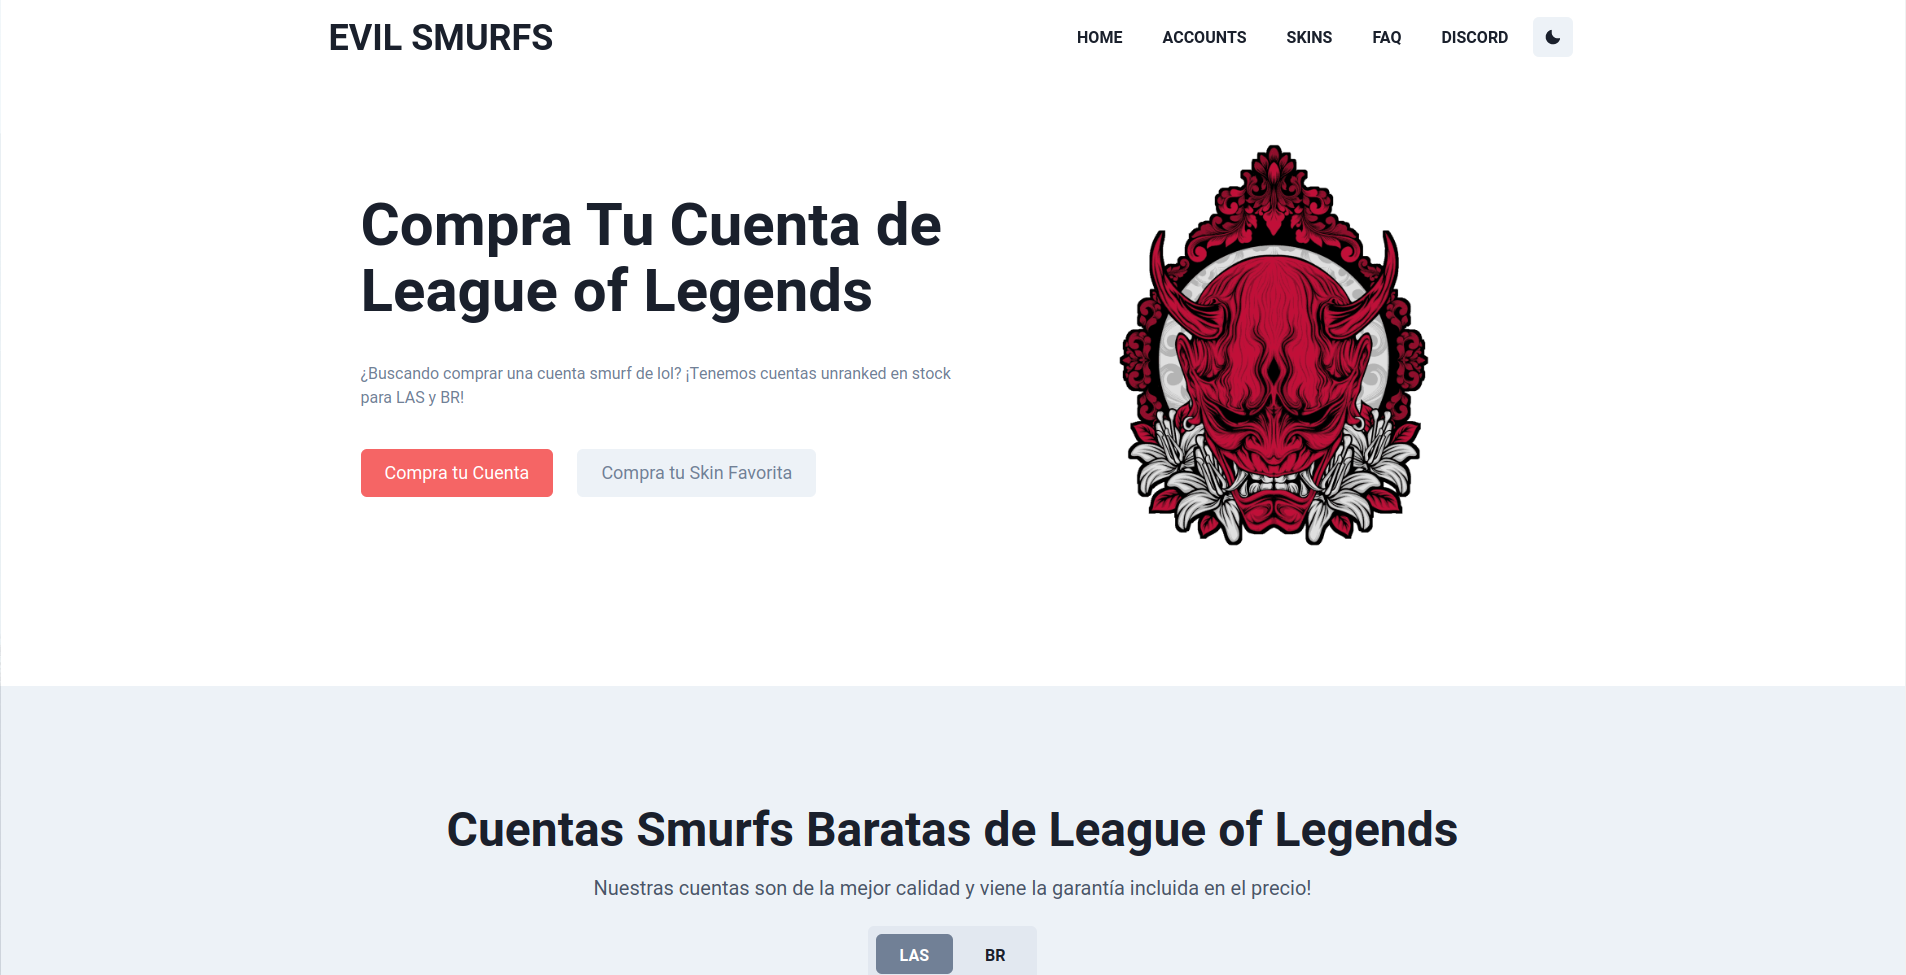 EVIL SMURFS
HOME
ACCOUNTS
SKINS
FAQ
DISCORD
Compra Tu Cuenta de
League of Legends
¿Buscando comprar una cuenta smurf de lol? ¡Tenemos cuentas unranked en stock
para LAS y BR!
Compra tu Cuenta
Compra tu Skin Favorita
Cuentas Smurfs Baratas de League of Legends
Nuestras cuentas son de la mejor calidad y viene la garantía incluida en el precio!
LAS
BR